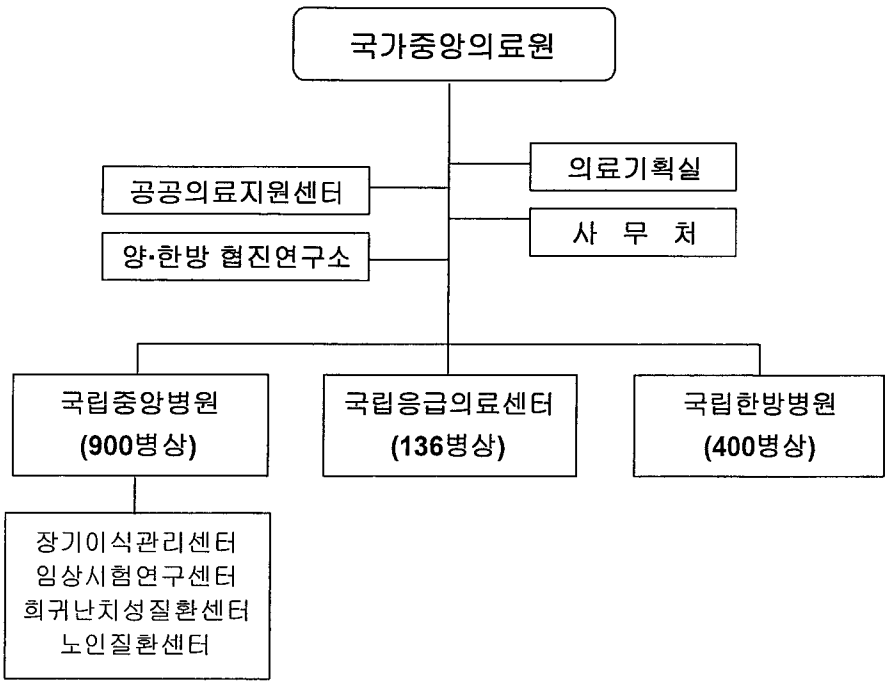 국가중앙의료원
의료기획실
공공의료지원센터
사 무 처
양·한방 협진연구소
국립중앙병원
(900병상)
국립응급의료센터
(136병상)
국립한방병원
(400병상)
장기이식관리센터
임상시험연구센터
희귀난치성질환센터
노인질환센터